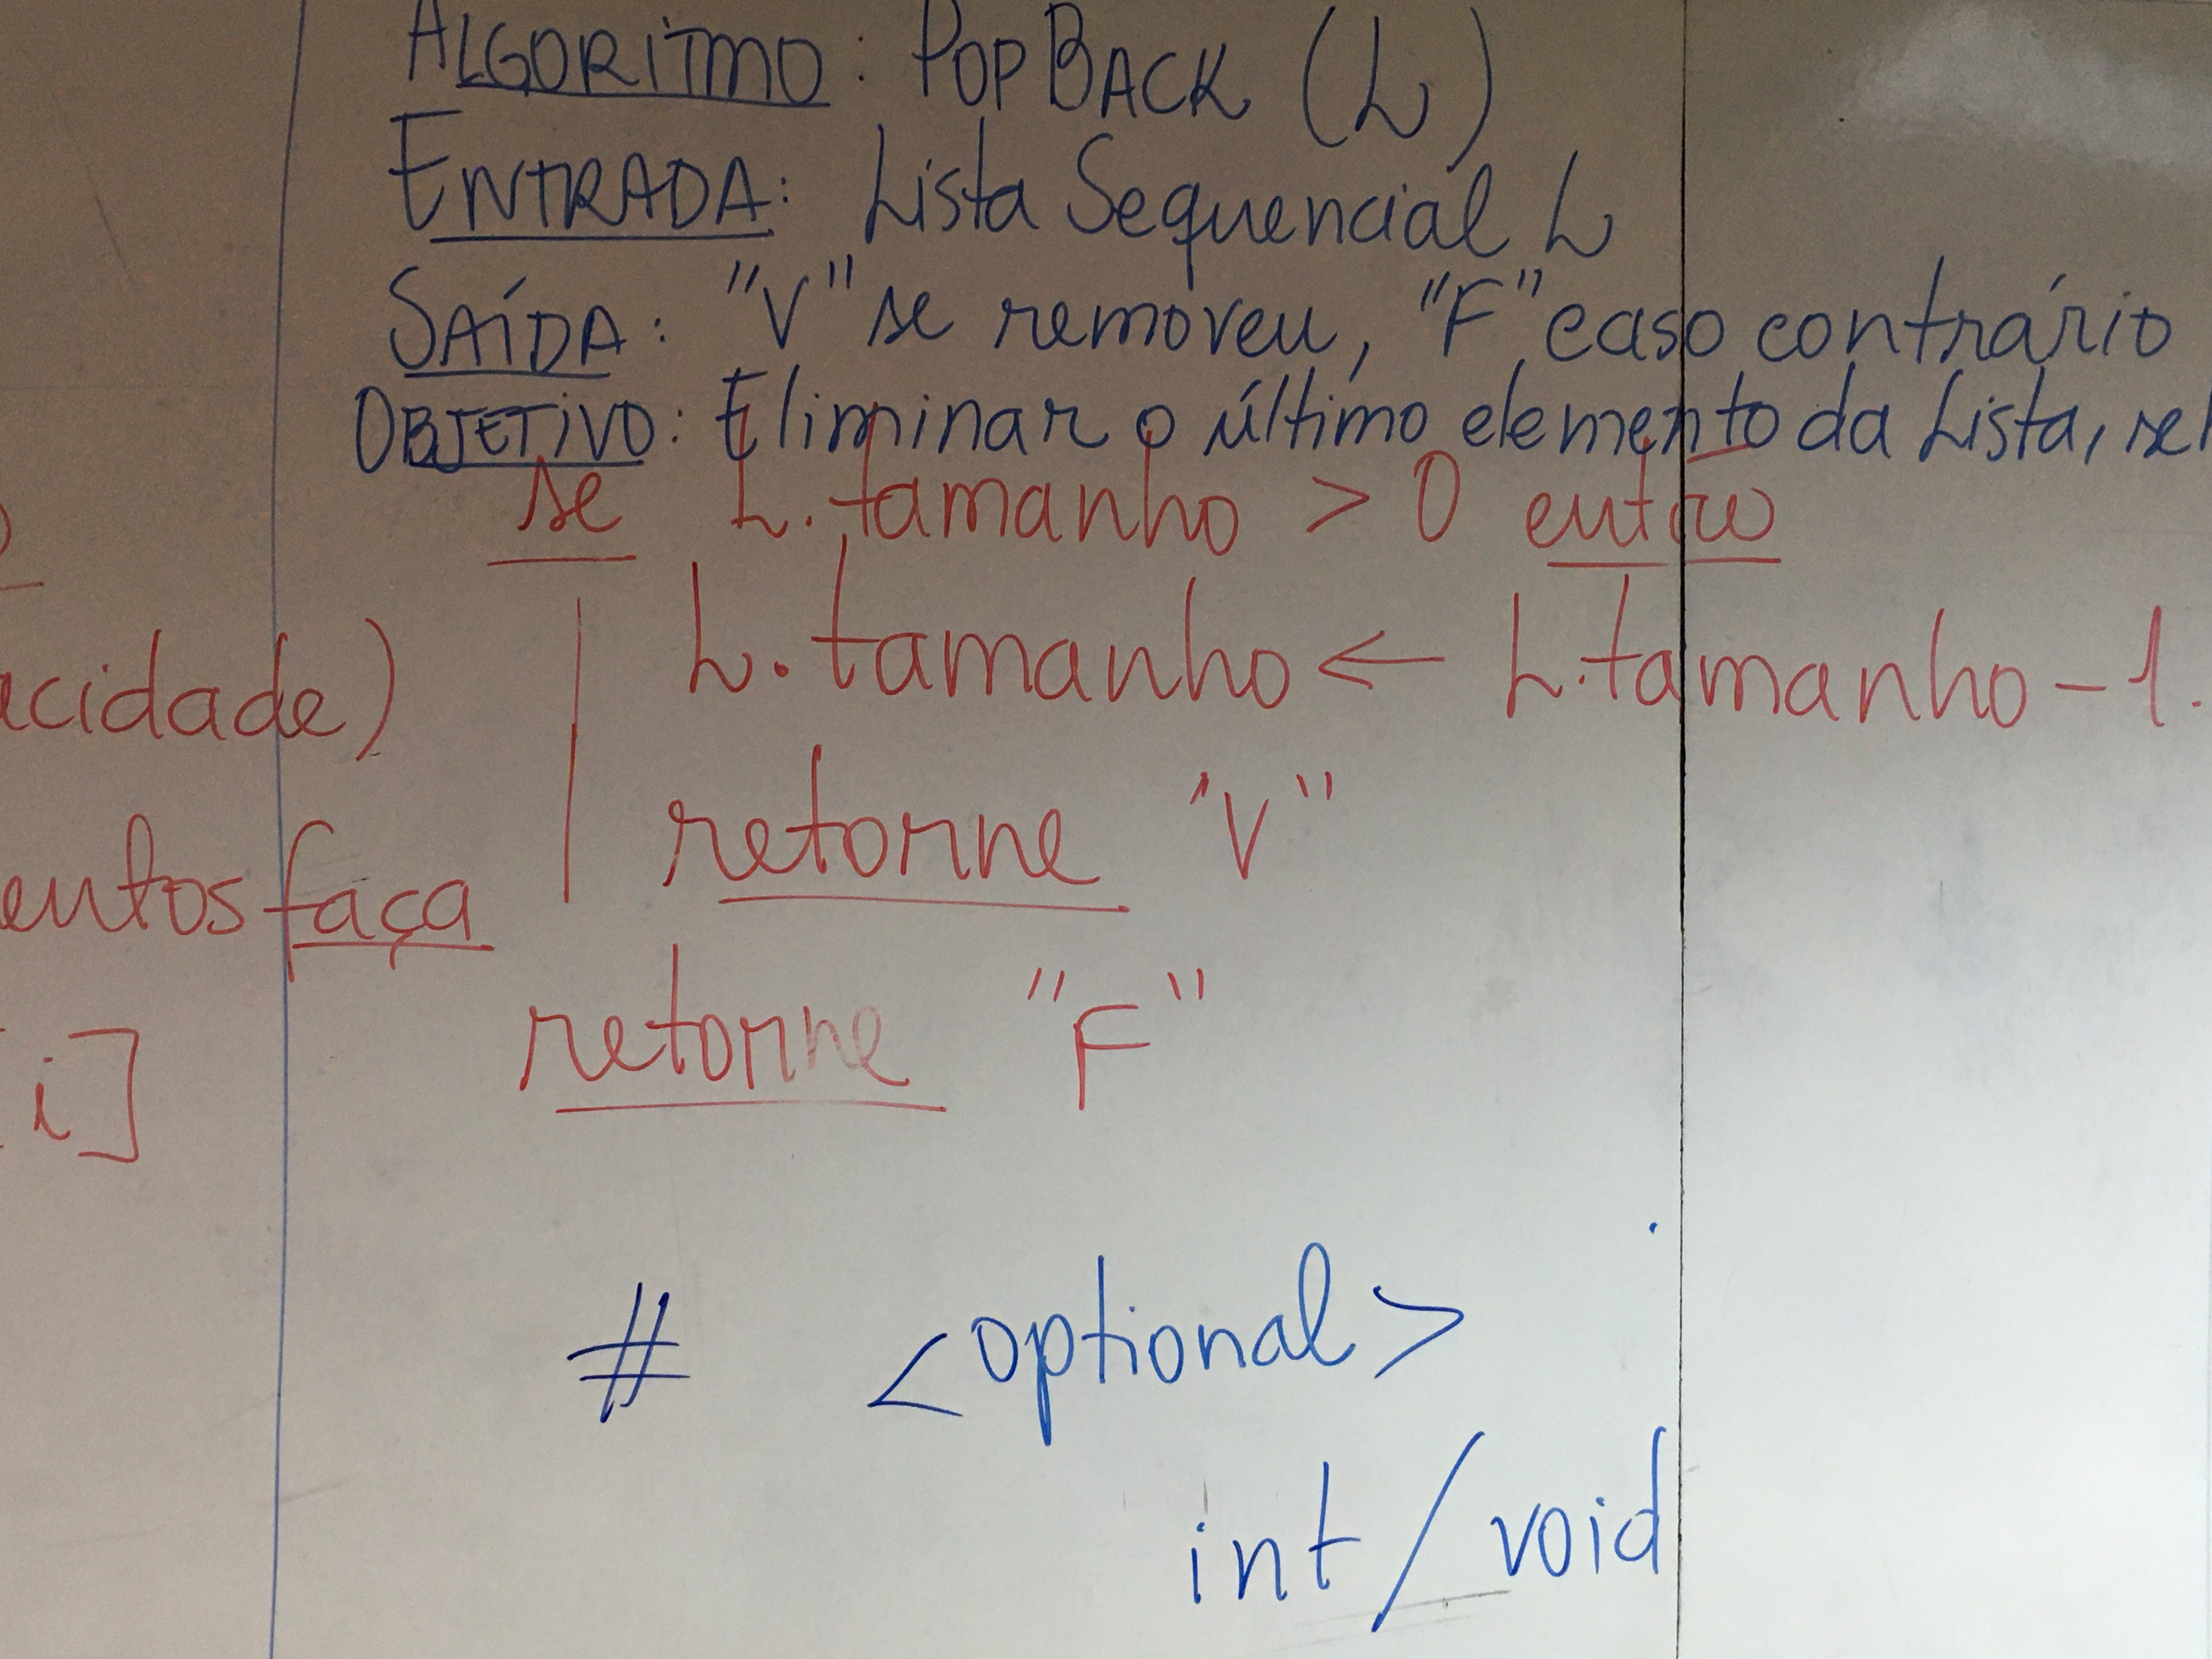 ALGORITMO: POPBACK (L)
ENTRADA: Lista Sequencial L
SAÍDA: "V" se removeu, "F" caso contrário
OBJETIVO: Eliminar o último elemento da Lista, se
se L.tamanho > 0 então
L.tamanho ← L.tamanho - 1.
acidade)
retorne "V"
entos faça
retorne "F"
i]
# <optional>
int/void